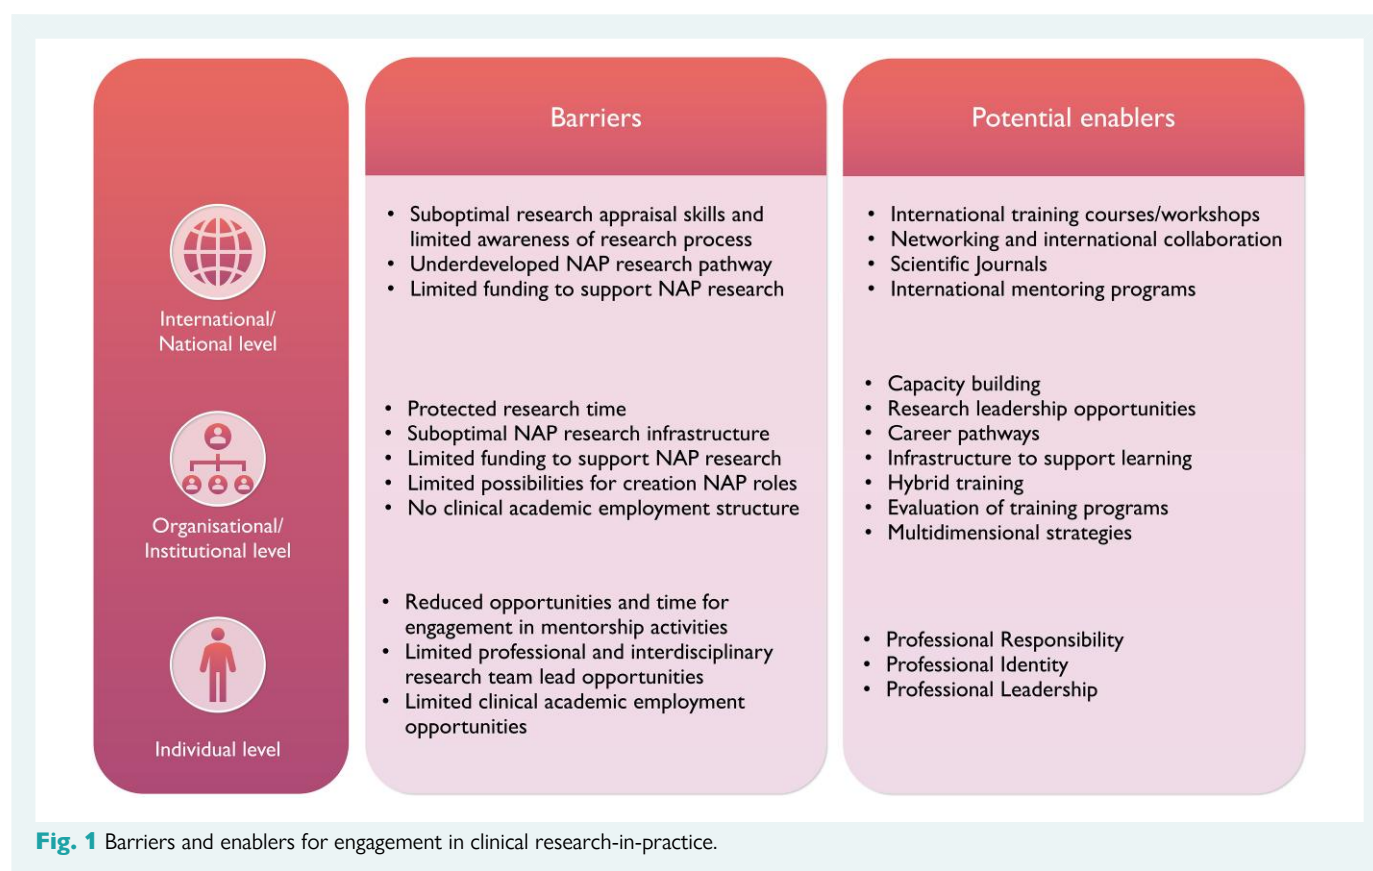 Barriers
Potential enablers
International/
National level
• Suboptimal research appraisal skills and
limited awareness of research process
• Underdeveloped NAP research pathway
• Limited funding to support NAP research
• International training courses/workshops
• Networking and international collaboration
• Scientific Journals
• International mentoring programs
Organisational/
Institutional level
• Protected research time
• Suboptimal NAP research infrastructure
• Limited funding to support NAP research
• Limited possibilities for creation NAP roles
• No clinical academic employment structure
• Capacity building
• Research leadership opportunities
• Career pathways
• Infrastructure to support learning
• Hybrid training
• Evaluation of training programs
• Multidimensional strategies
Individual level
• Reduced opportunities and time for
engagement in mentorship activities
• Limited professional and interdisciplinary
research team lead opportunities
• Limited clinical academic employment
opportunities
• Professional Responsibility
• Professional Identity
• Professional Leadership
Fig. 1 Barriers and enablers for engagement in clinical research-in-practice.